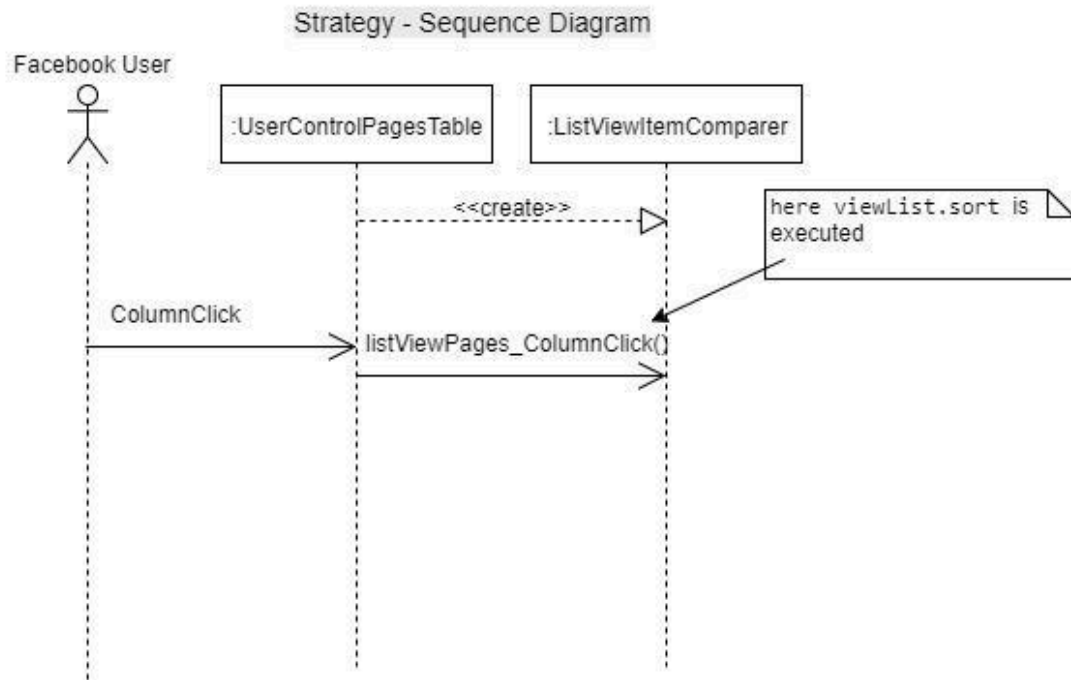 Strategy - Sequence Diagram
Facebook User
:UserControlPagesTable
:ListViewItemComparer
<<create>>
here viewList.sort is
executed
ColumnClick
listViewPages_ColumnClick()